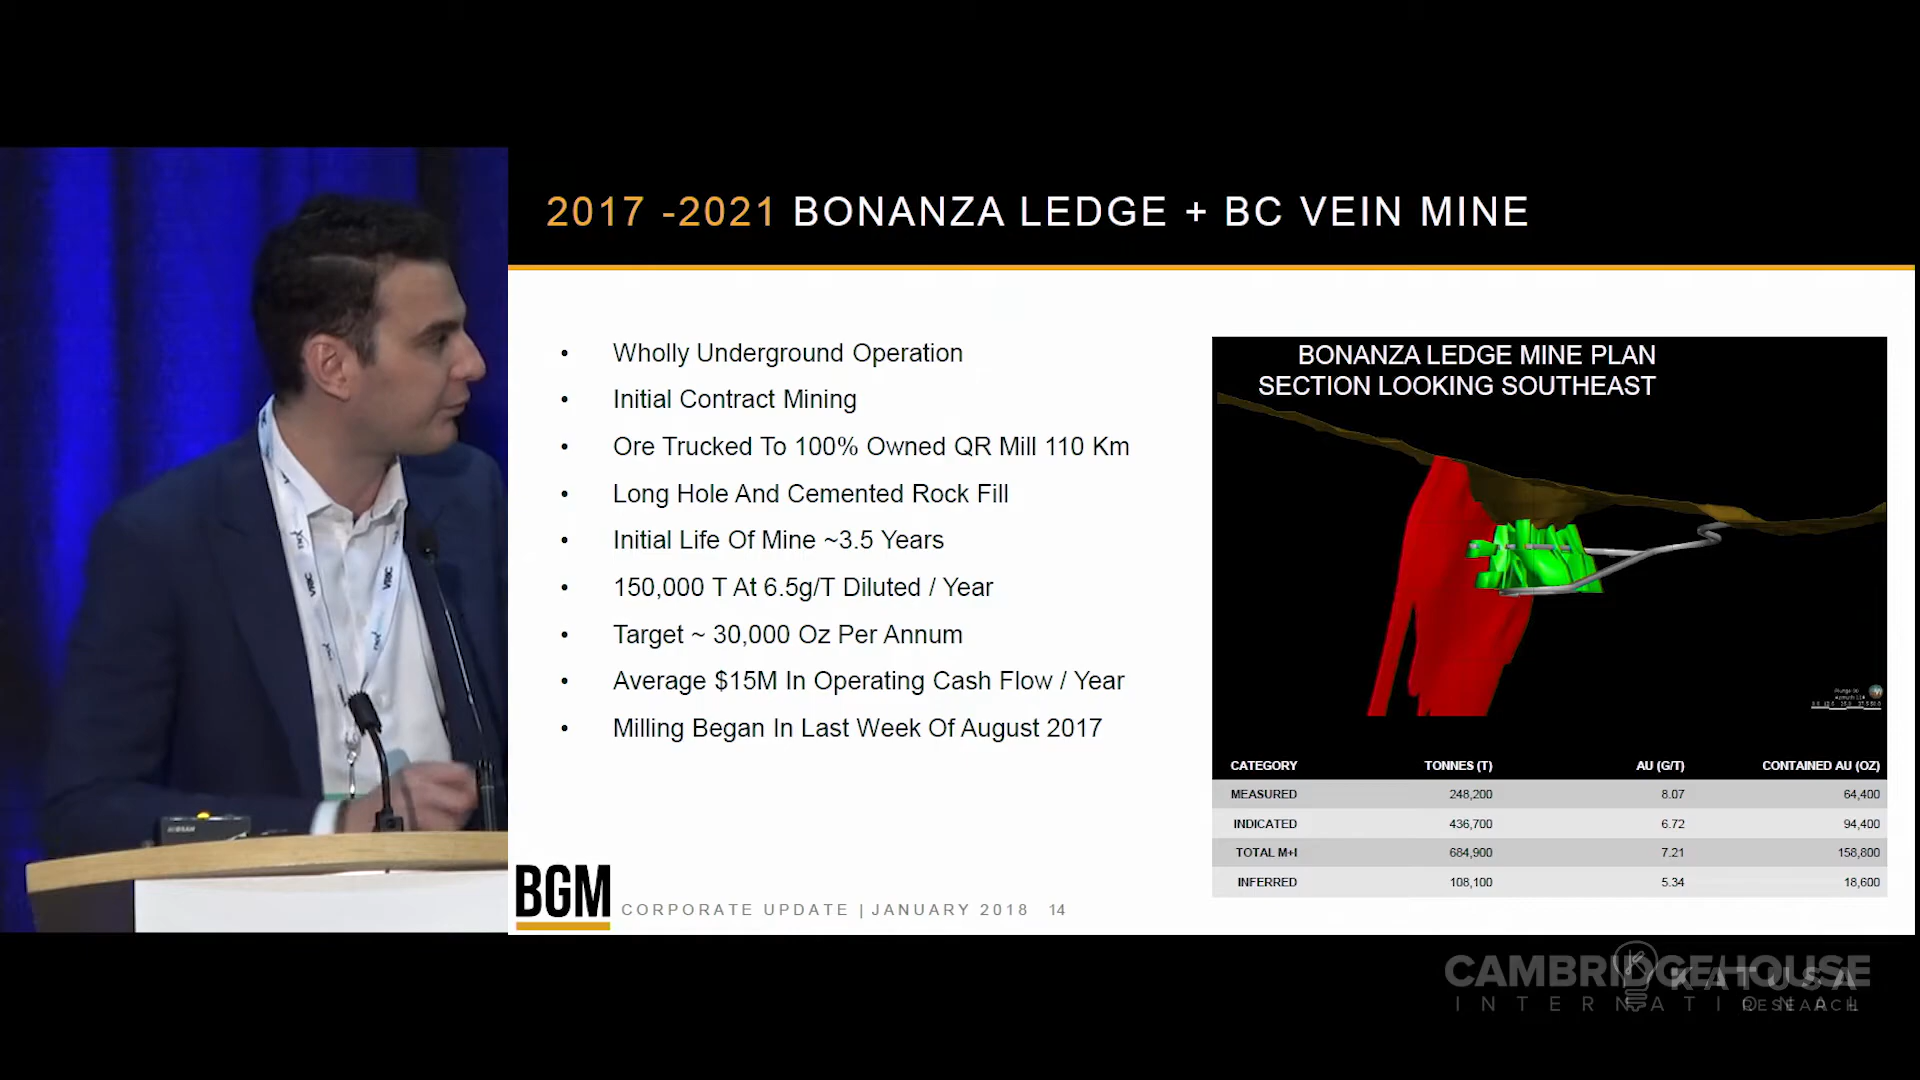 2017 -2021 BONANZA LEDGE + BC VEIN MINE
• Wholly Underground Operation
• Initial Contract Mining
• Ore Trucked To 100% Owned QR Mill 110 Km
• Long Hole And Cemented Rock Fill
• Initial Life Of Mine ~3.5 Years
• 150,000 T At 6.5g/T Diluted / Year
• Target ~ 30,000 Oz Per Annum
• Average $15M In Operating Cash Flow / Year
• Milling Began In Last Week Of August 2017
BONANZA LEDGE MINE PLAN
SECTION LOOKING SOUTHEAST
CATEGORY TONNES (T) AU (G/T) CONTAINED AU (OZ)
MEASURED 248,200 8.07 64,400
INDICATED 436,700 6.72 94,400
TOTAL M+I 684,900 7.21 158,800
INFERRED 108,100 5.34 18,600
BGM
CORPORATE UPDATE | JANUARY 2018 14
VRIC
CAMBRIDGEHOUSE
INTERNATIONAL
KATUSA
RESEARCH